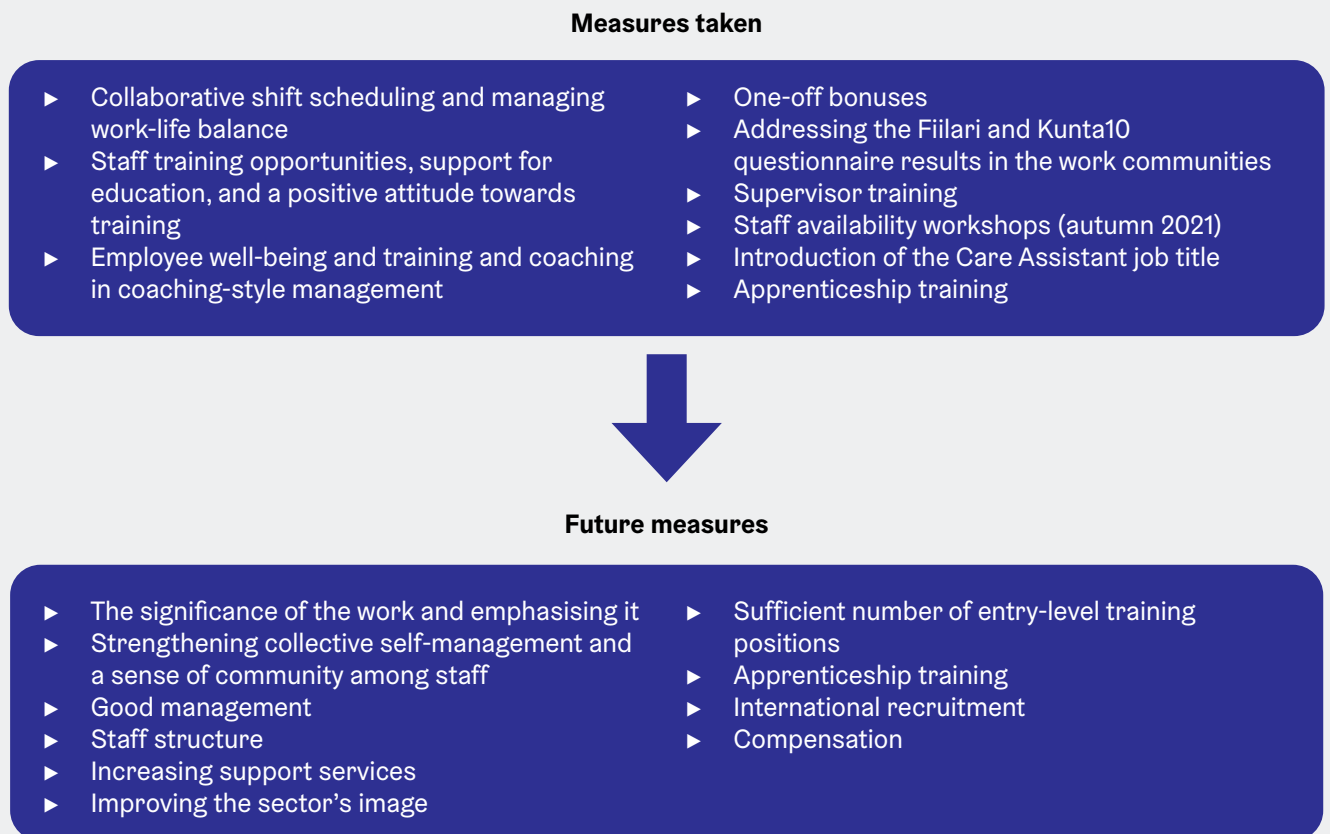 Measures taken
► Collaborative shift scheduling and managing
work-life balance
► Staff training opportunities, support for
education, and a positive attitude towards
training
► Employee well-being and training and coaching
in coaching-style management
► One-off bonuses
► Addressing the Fiilari and Kunta10
questionnaire results in the work communities
► Supervisor training
► Staff availability workshops (autumn 2021)
► Introduction of the Care Assistant job title
► Apprenticeship training
Future measures
► The significance of the work and emphasising it
► Strengthening collective self-management and
a sense of community among staff
► Good management
► Staff structure
► Increasing support services
► Improving the sector’s image
► Sufficient number of entry-level training
positions
► Apprenticeship training
► International recruitment
► Compensation